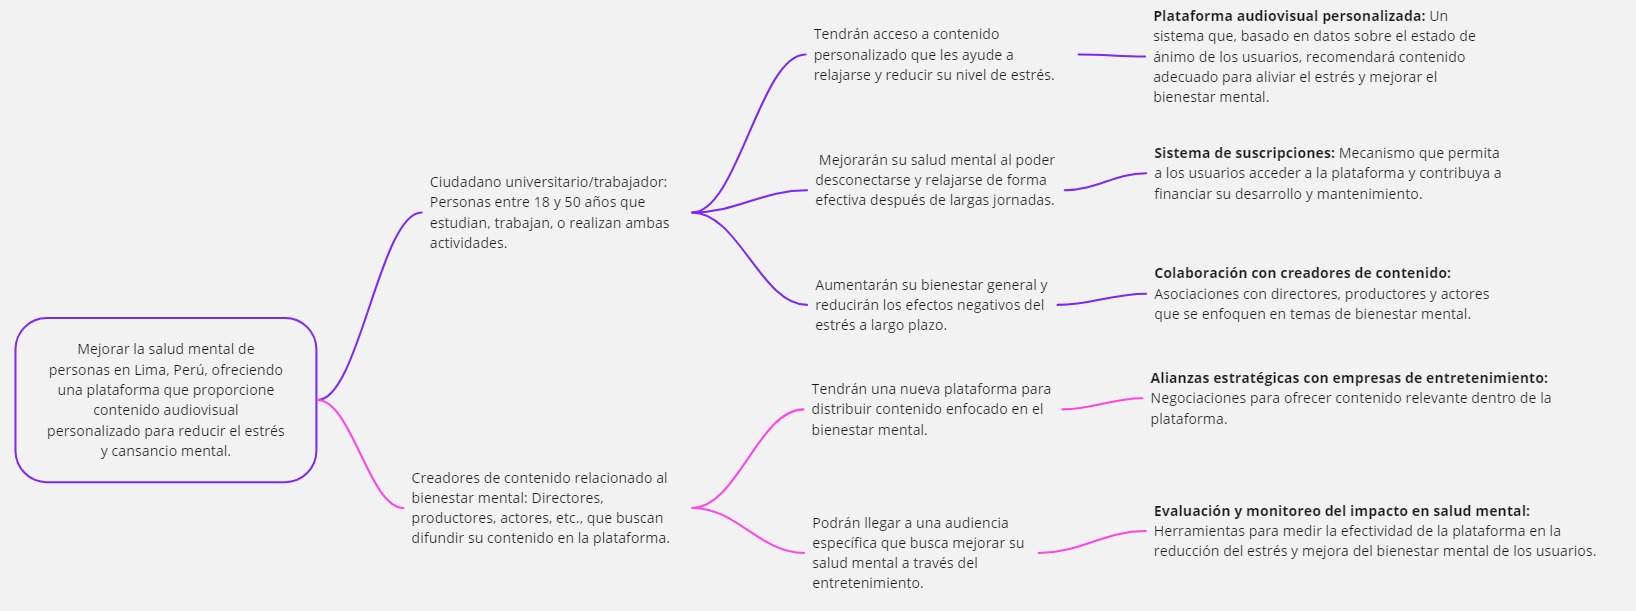 Mejorar la salud mental de
personas en Lima, Perú, ofreciendo
una plataforma que proporcione
contenido audiovisual
personalizado para reducir el estrés
y cansancio mental.
Ciudadano universitario/trabajador:
Personas entre 18 y 50 años que
estudian, trabajan, o realizan ambas
actividades.
Tendrán acceso a contenido
personalizado que les ayude a
relajarse y reducir su nivel de estrés.
Plataforma audiovisual personalizada: Un
sistema que, basado en datos sobre el estado de
ánimo de los usuarios, recomendará contenido
adecuado para aliviar el estrés y mejorar el
bienestar mental.
Mejorarán su salud mental al poder
desconectarse y relajarse de forma
efectiva después de largas jornadas.
Sistema de suscripciones: Mecanismo que permita
a los usuarios acceder a la plataforma y contribuya a
financiar su desarrollo y mantenimiento.
Aumentarán su bienestar general y
reducirán los efectos negativos del
estrés a largo plazo.
Colaboración con creadores de contenido:
Asociaciones con directores, productores y actores
que se enfoquen en temas de bienestar mental.
Creadores de contenido relacionado al
bienestar mental: Directores,
productores, actores, etc., que buscan
difundir su contenido en la plataforma.
Tendrán una nueva plataforma para
distribuir contenido enfocado en el
bienestar mental.
Alianzas estratégicas con empresas de entretenimiento:
Negociaciones para ofrecer contenido relevante dentro de la
plataforma.
Podrán llegar a una audiencia
específica que busca mejorar su
salud mental a través del
entretenimiento.
Evaluación y monitoreo del impacto en salud mental:
Herramientas para medir la efectividad de la plataforma en la
reducción del estrés y mejora del bienestar mental de los usuarios.